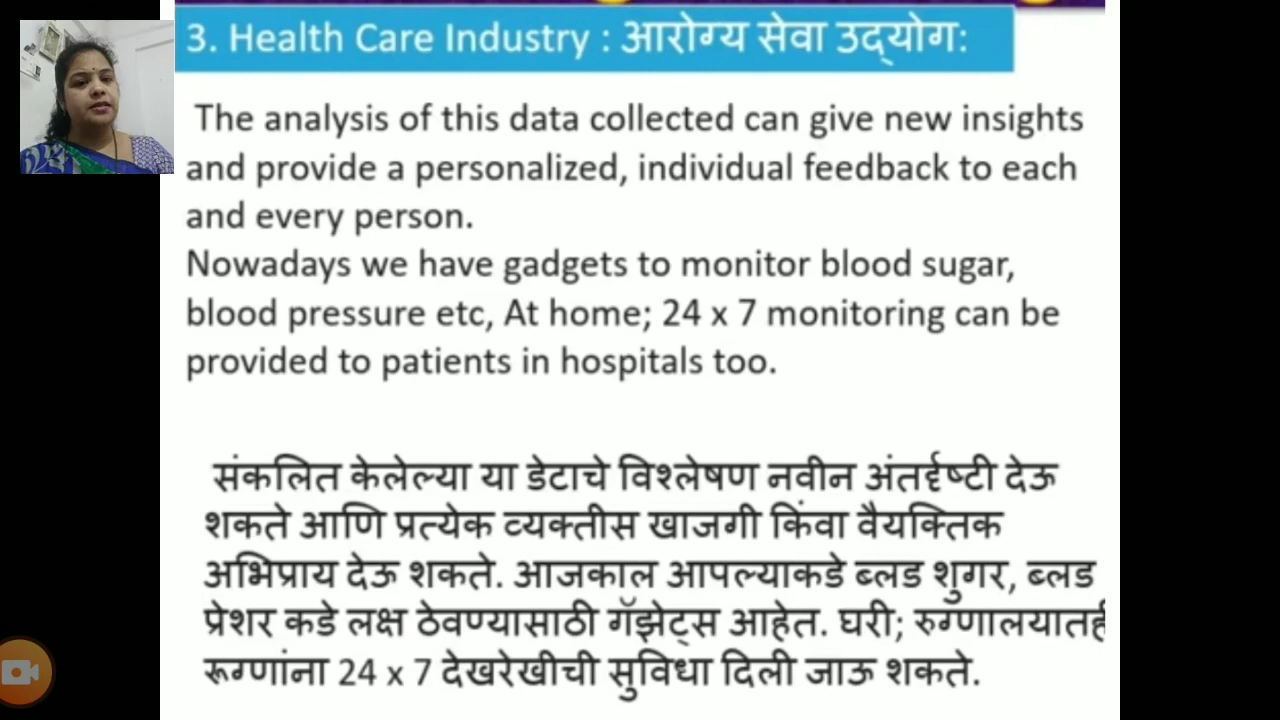 3. Health Care Industry : आरोग्य सेवा उद्योग:
The analysis of this data collected can give new insights
and provide a personalized, individual feedback to each
and every person.
Nowadays we have gadgets to monitor blood sugar,
blood pressure etc, At home; 24 x 7 monitoring can be
provided to patients in hospitals too.
संकलित केलेल्या या डेटाचे विश्लेषण नवीन अंतर्दृष्टी देऊ
शकते आणि प्रत्येक व्यक्तीस खाजगी किंवा वैयक्तिक
अभिप्राय देऊ शकते. आजकाल आपल्याकडे ब्लड शुगर, ब्लड
प्रेशर कडे लक्ष ठेवण्यासाठी गॅझेट्स आहेत. घरी; रुग्णालयातही
रूग्णांना 24 x 7 देखरेखीची सुविधा दिली जाऊ शकते.